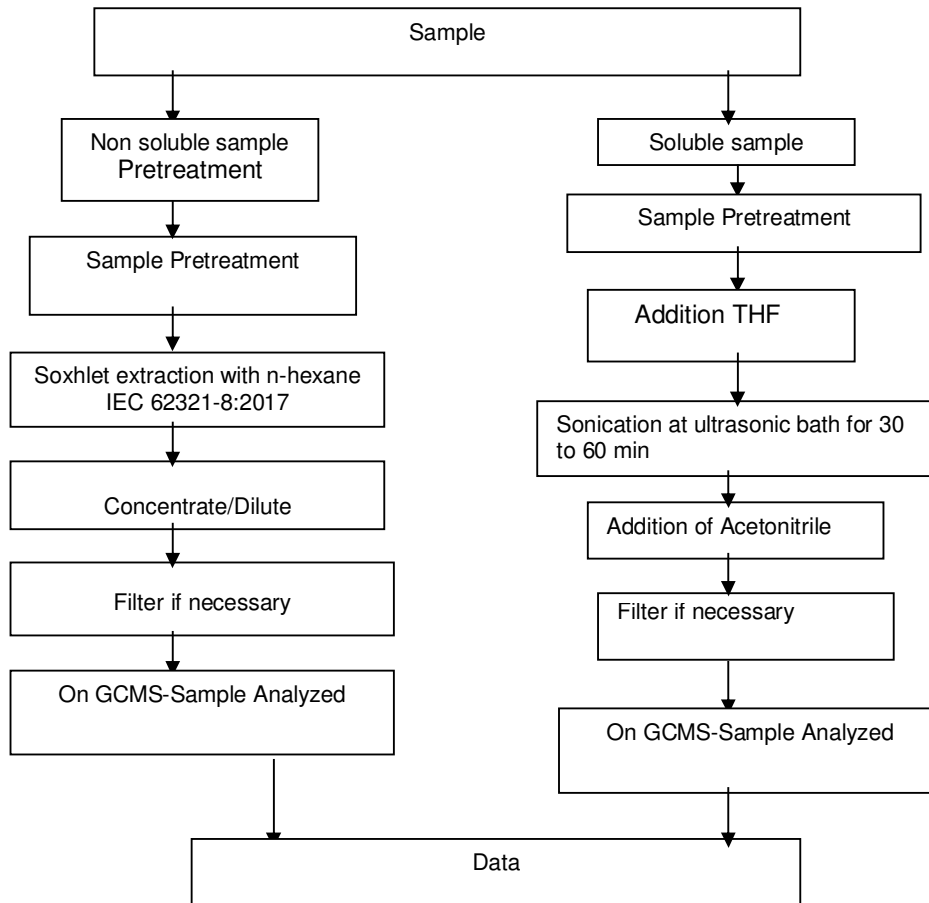 Sample
Non soluble sample
Pretreatment
Sample Pretreatment
Soxhlet extraction with n-hexane
IEC 62321-8:2017
Concentrate/Dilute
Filter if necessary
On GCMS-Sample Analyzed
Soluble sample
Sample Pretreatment
Addition THF
Sonication at ultrasonic bath for 30
to 60 min
Addition of Acetonitrile
Filter if necessary
On GCMS-Sample Analyzed
Data